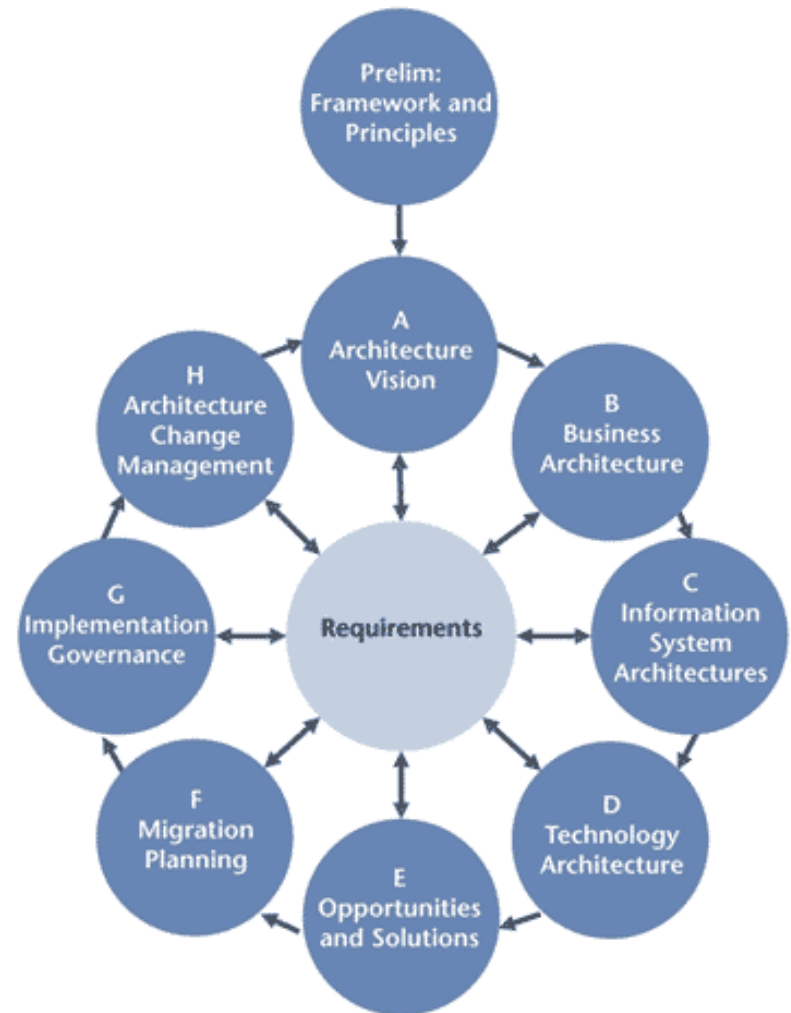 Prelim:
Framework and
Principles
A
Architecture
Vision
B
Business
Architecture
C
Information
System
Architectures
D
Technology
Architecture
E
Opportunities
and Solutions
F
Migration
Planning
G
Implementation
Governance
H
Architecture
Change
Management
Requirements